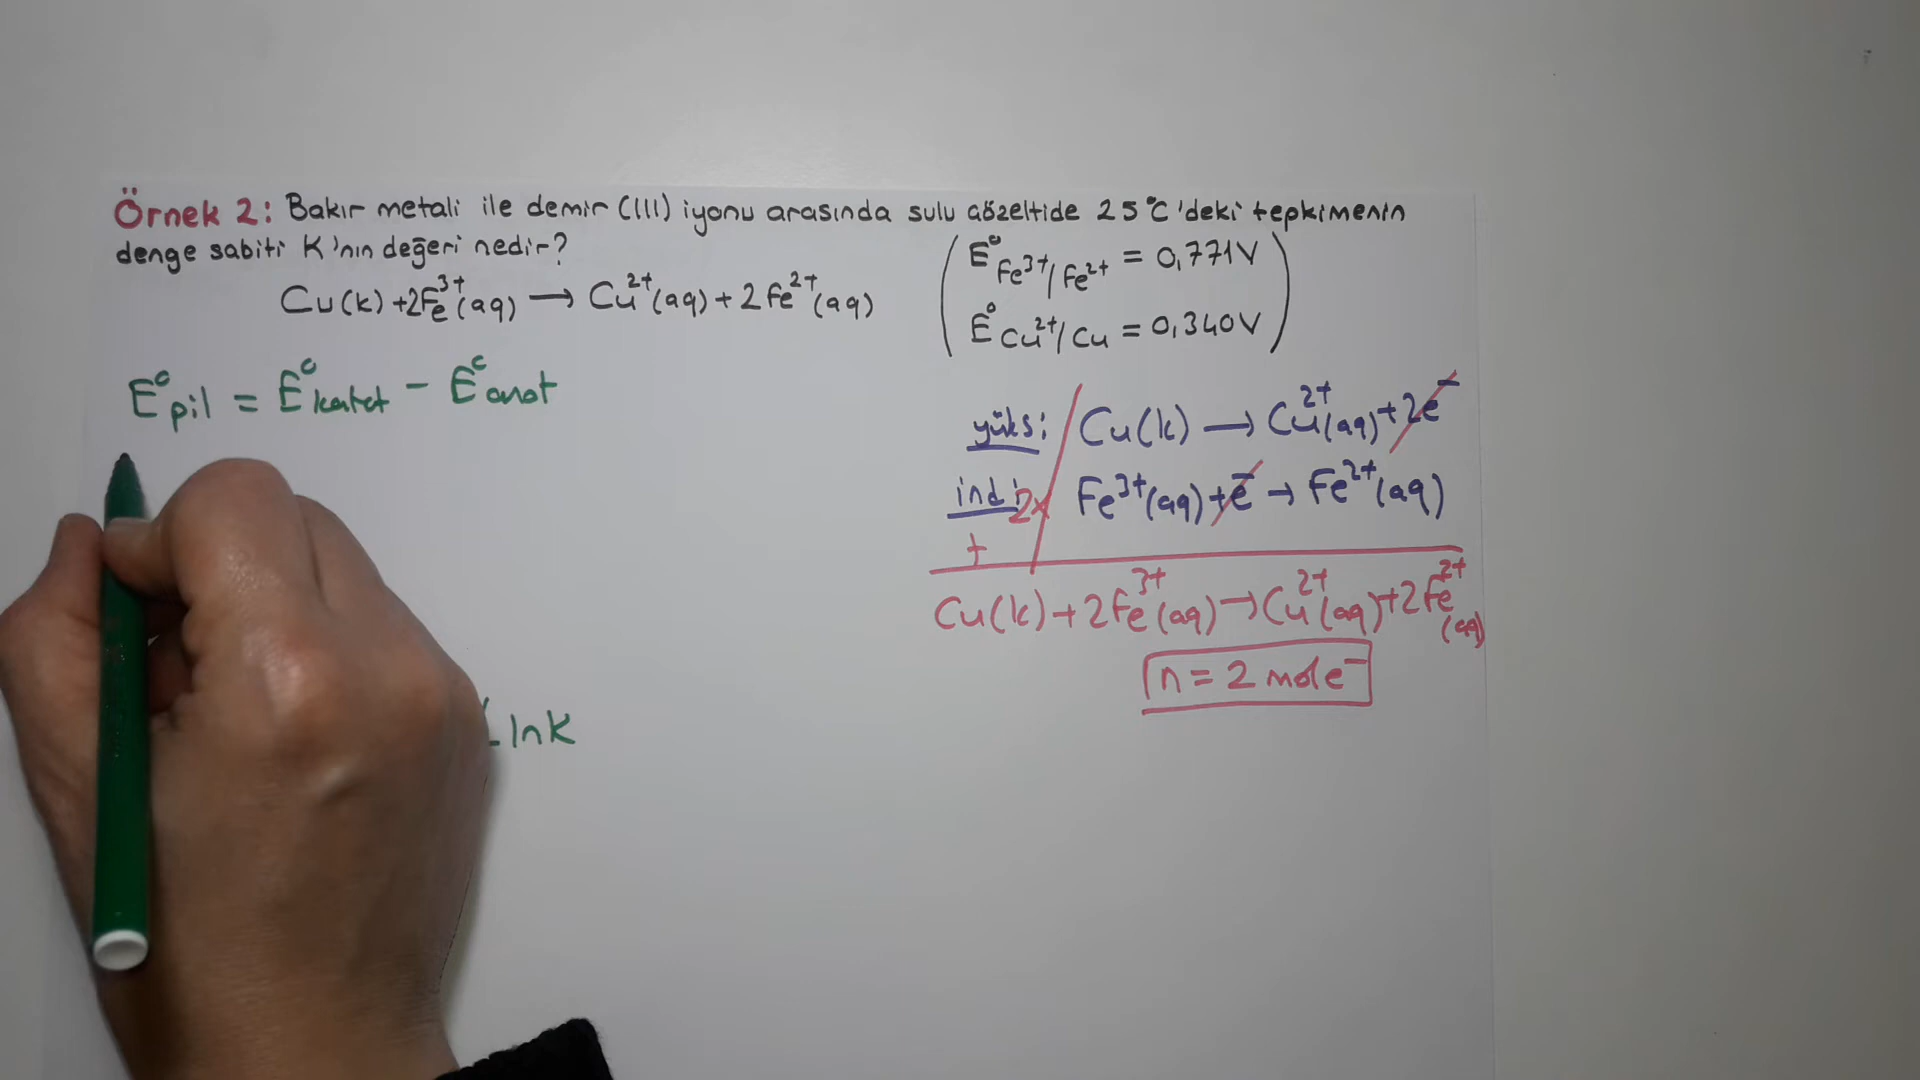 Örnek 2: Bakır metali ile demir (III) iyonu arasında sulu çözeltide 25°C'deki tepkimenin
denge sabiti K'nın değeri nedir?
Cu(k) + 2Fe³⁺(aq) → Cu²⁺(aq) + 2Fe²⁺(aq)
E°Fe³⁺/Fe²⁺ = 0,771V
E°Cu²⁺/Cu = 0,340V
E°pil = E°katot - E°anot
yüks: Cu(k) → Cu²⁺(aq) + 2e⁻
ind: 2x Fe³⁺(aq) + e⁻ → Fe²⁺(aq)
+
Cu(k) + 2Fe³⁺(aq) → Cu²⁺(aq) + 2Fe²⁺(aq)
n = 2 mol e⁻
lnK